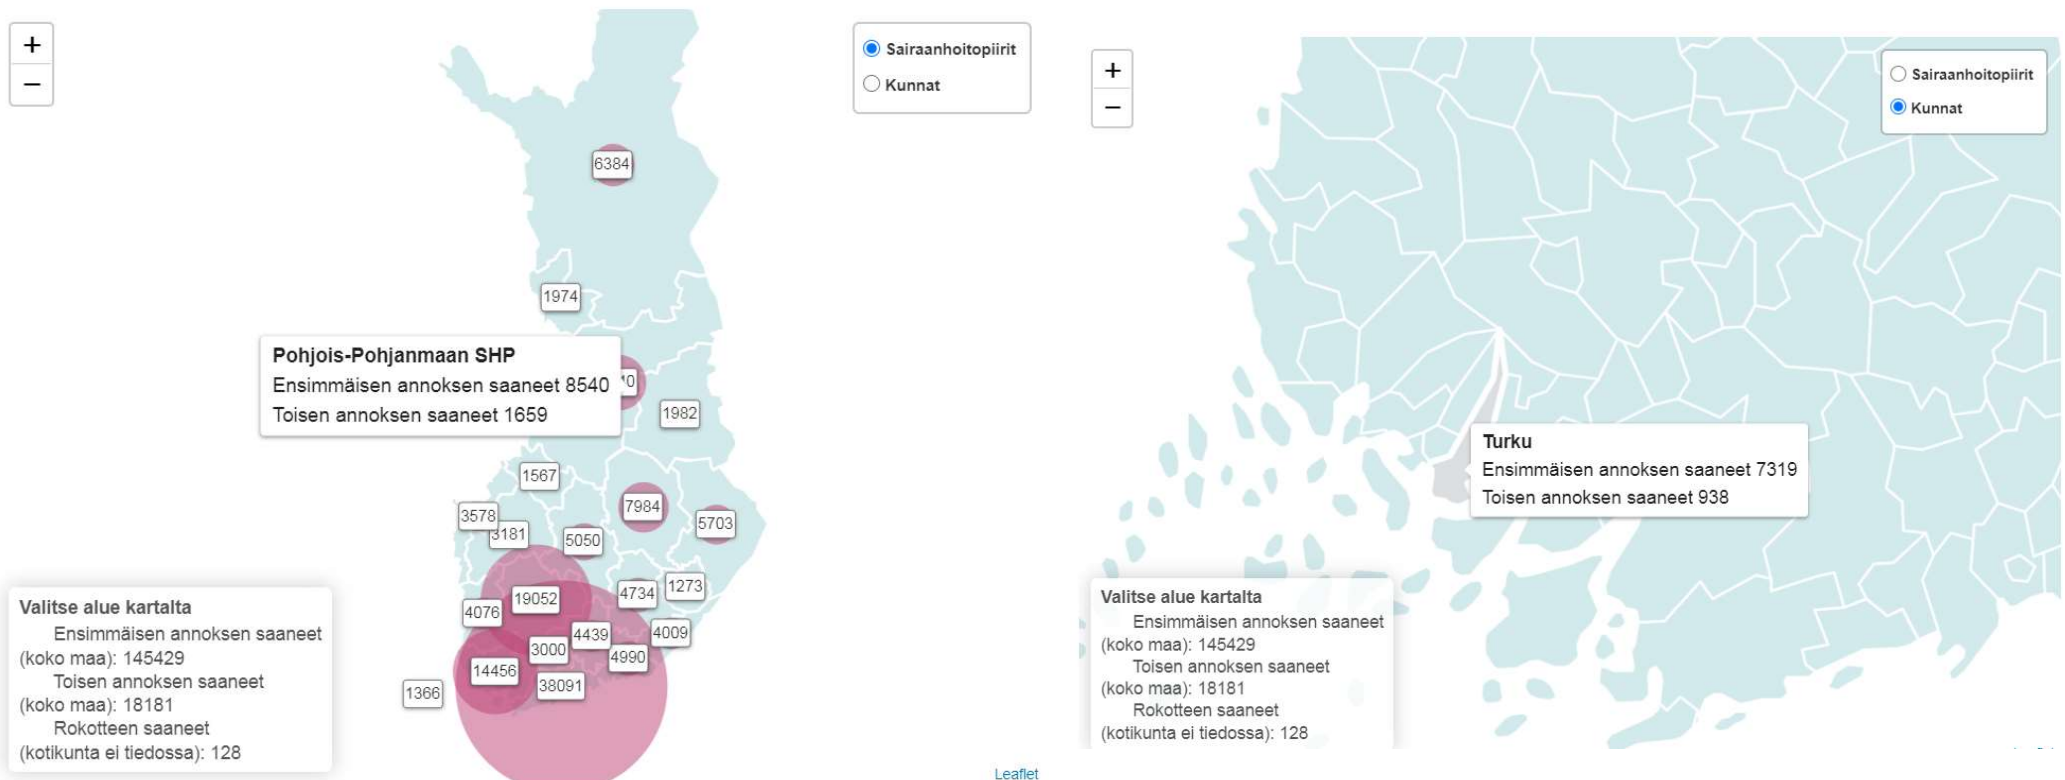 +
−
Sairaanhoitopiirit
Kunnat
6384
1974
Pohjois-Pohjanmaan SHP
Ensimmäisen annoksen saaneet 8540
Toisen annoksen saaneet 1659
1982
1567
3578
3181
7984
5703
5050
19052
4076
4734
1273
4439
4009
3000
4990
14456
38091
1366
Valitse alue kartalta
Ensimmäisen annoksen saaneet
(koko maa): 145429
Toisen annoksen saaneet
(koko maa): 18181
Rokotteen saaneet
(kotikunta ei tiedossa): 128
Leaflet
+
−
Sairaanhoitopiirit
Kunnat
Turku
Ensimmäisen annoksen saaneet 7319
Toisen annoksen saaneet 938
Valitse alue kartalta
Ensimmäisen annoksen saaneet
(koko maa): 145429
Toisen annoksen saaneet
(koko maa): 18181
Rokotteen saaneet
(kotikunta ei tiedossa): 128